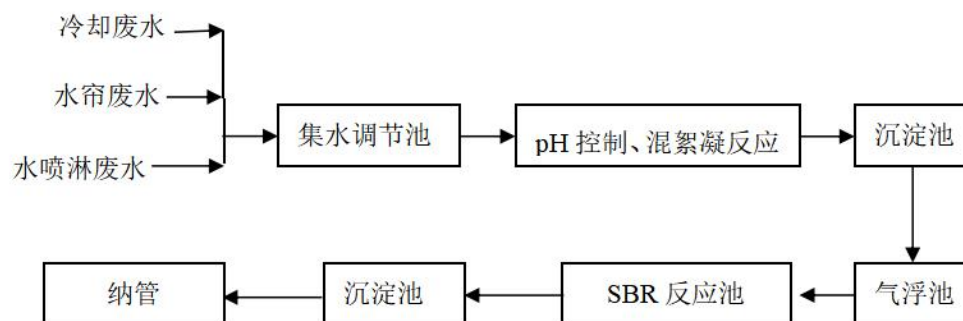 冷却废水
水帘废水
水喷淋废水
集水调节池
pH 控制、混絮凝反应
沉淀池
纳管
沉淀池
SBR 反应池
气浮池